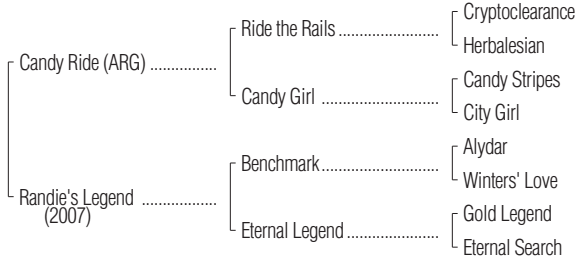 Cryptoclearance
Ride the Rails ........................
Herbalesian
Candy Ride (ARG) ................
Candy Stripes
Candy Girl ............................
City Girl
Alydar
Benchmark............................
Winters' Love
Randie's Legend ..................
(2007)
Gold Legend
Eternal Legend......................
Eternal Search